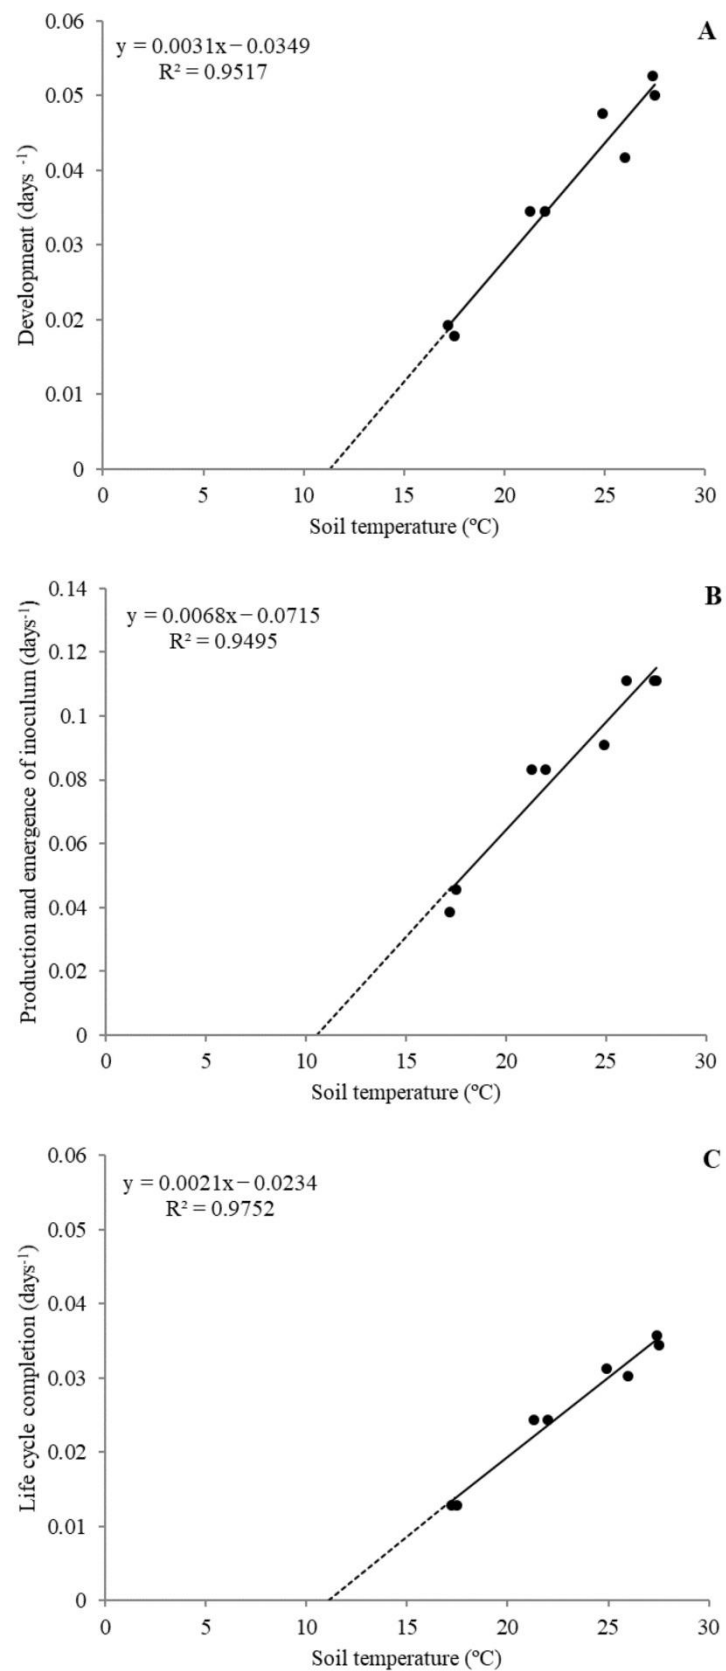 A
y = 0.0031x − 0.0349
R² = 0.9517
Development (days ⁻¹)
0.06
0.05
0.04
0.03
0.02
0.01
0
0 5 10 15 20 25 30
Soil temperature (ºC)
B
y = 0.0068x − 0.0715
R² = 0.9495
Production and emergence of inoculum (days⁻¹)
0.14
0.12
0.1
0.08
0.06
0.04
0.02
0
0 5 10 15 20 25 30
Soil temperature (ºC)
C
y = 0.0021x − 0.0234
R² = 0.9752
Life cycle completion (days⁻¹)
0.06
0.05
0.04
0.03
0.02
0.01
0
0 5 10 15 20 25 30
Soil temperature (ºC)